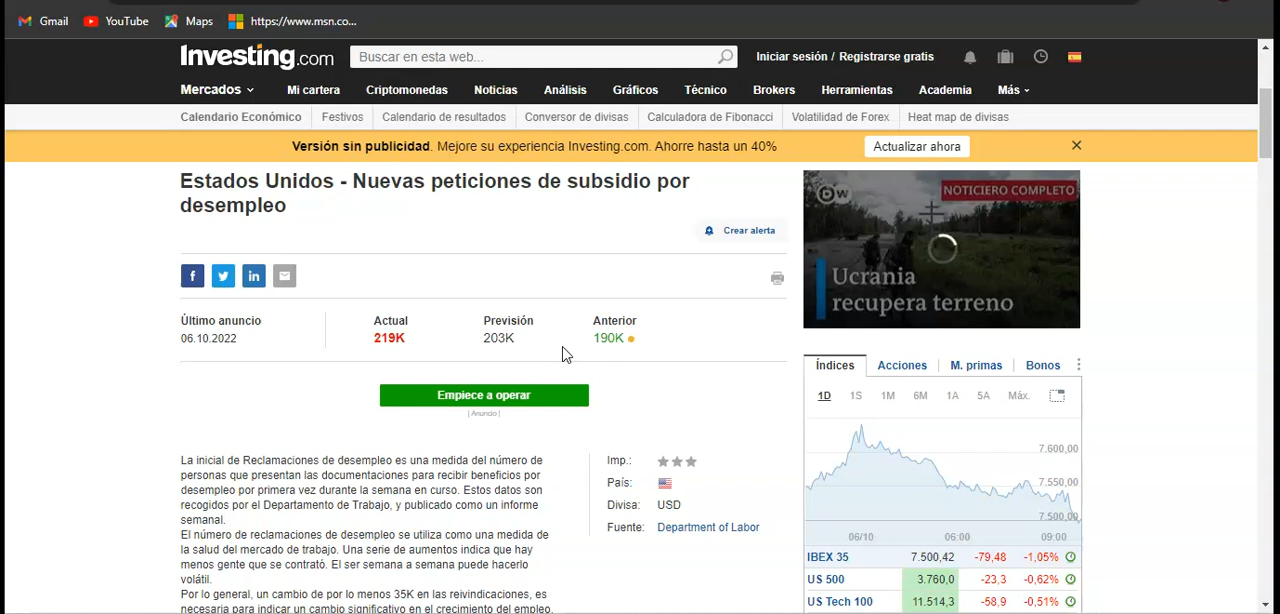 Gmail YouTube Maps https://www.msn.co...
Investing.com Buscar en esta web... Iniciar sesión / Registrarse gratis
Mercados Mi cartera Criptomonedas Noticias Análisis Gráficos Técnico Brokers Herramientas Academia Más
Calendario Económico Festivos Calendario de resultados Conversor de divisas Calculadora de Fibonacci Volatilidad de Forex Heat map de divisas
Versión sin publicidad. Mejore su experiencia Investing.com. Ahorre hasta un 40% Actualizar ahora
Estados Unidos - Nuevas peticiones de subsidio por
desempleo
Crear alerta
Último anuncio Actual Previsión Anterior
06.10.2022 219K 203K 190K
Empiece a operar
| Anuncio |
La inicial de Reclamaciones de desempleo es una medida del número de
personas que presentan las documentaciones para recibir beneficios por
desempleo por primera vez durante la semana en curso. Estos datos son
recogidos por el Departamento de Trabajo, y publicado como un informe
semanal.
El número de reclamaciones de desempleo se utiliza como una medida de
la salud del mercado de trabajo. Una serie de aumentos indica que hay
menos gente que se contrató. El ser semana a semana puede hacerlo
volátil.
Por lo general, un cambio de por lo menos 35K en las reivindicaciones, es
necesaria para indicar un cambio significativo en el crecimiento del empleo.
Imp.:
País:
Divisa: USD
Fuente: Department of Labor
DW NOTICIERO COMPLETO
Ucrania
recupera terreno
Índices Acciones M. primas Bonos
1D 1S 1M 6M 1A 5A Máx.
7.600,00
7.550,00
7.500,00
06/10 06:00 09:00
IBEX 35 7.500,42 -79,48 -1,05%
US 500 3.760,0 -23,3 -0,62%
US Tech 100 11.514,3 -58,9 -0,51%